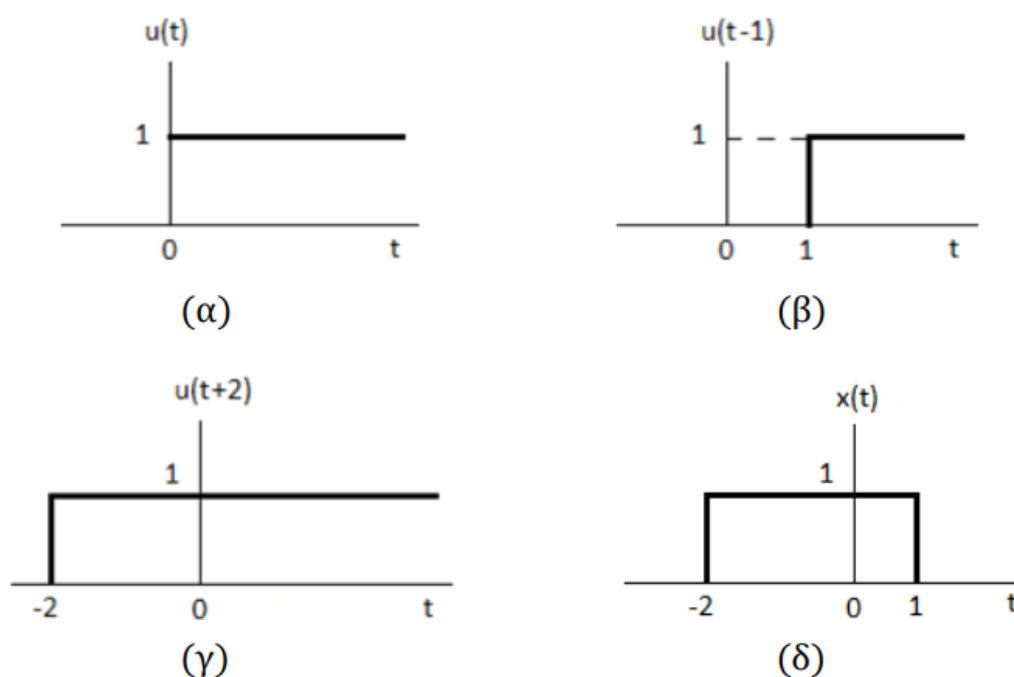 u(t)
1
0 t
(α)
u(t-1)
1
0 1 t
(β)
u(t+2)
1
-2 0 t
(γ)
x(t)
1
-2 0 1 t
(δ)